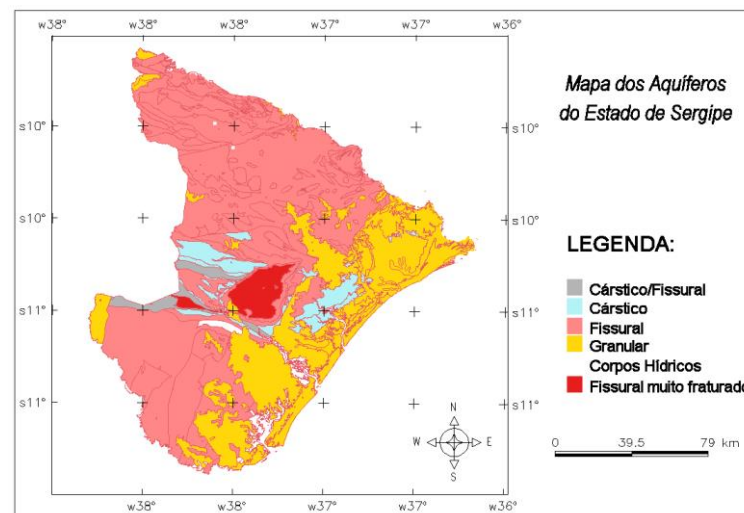 w38° w38° w38° w37° w37° w36°
Mapa dos Aquíferos
do Estado de Sergipe
s10° s10°
s10° s10°
LEGENDA:
Cárstico/Fissural
Cárstico
Fissural
Granular
Corpos Hídricos
Fissural muito fraturado
s11° s11°
s11° s11°
N
W E
S
0 39.5 79 km
w38° w38° w37° w37° w36°